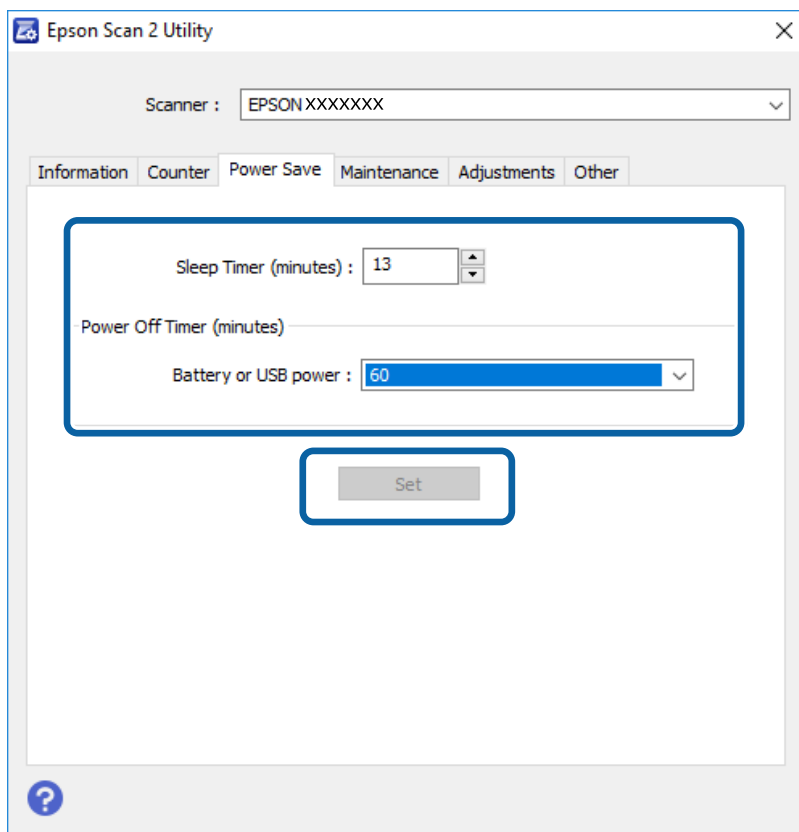 Epson Scan 2 Utility
Scanner : EPSON XXXXXXX
Information Counter Power Save Maintenance Adjustments Other
Sleep Timer (minutes) : 13
Power Off Timer (minutes)
Battery or USB power : 60
Set
?